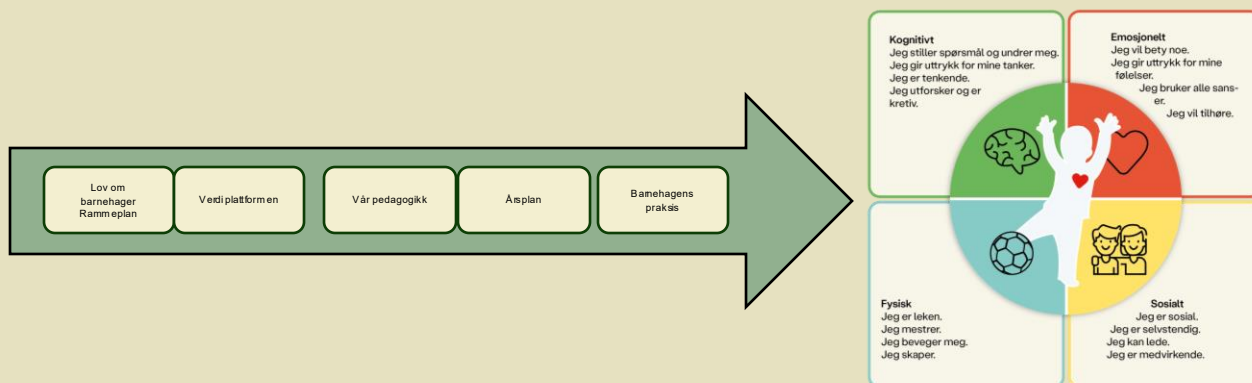 Lov om
barnehager
Rammeplan
Verdiplattformen
Vår pedagogikk
Årsplan
Barnehagens
praksis
Kognitivt
Jeg stiller spørsmål og undrer meg.
Jeg gir uttrykk for mine tanker.
Jeg er tenkende.
Jeg utforsker og er
kretiv.
Emosjonelt
Jeg vil bety noe.
Jeg gir uttrykk for mine
følelser.
Jeg bruker alle sans-
er.
Jeg vil tilhøre.
Fysisk
Jeg er leken.
Jeg mestrer.
Jeg beveger meg.
Jeg skaper.
Sosialt
Jeg er sosial.
Jeg er selvstendig.
Jeg kan lede.
Jeg er medvirkende.